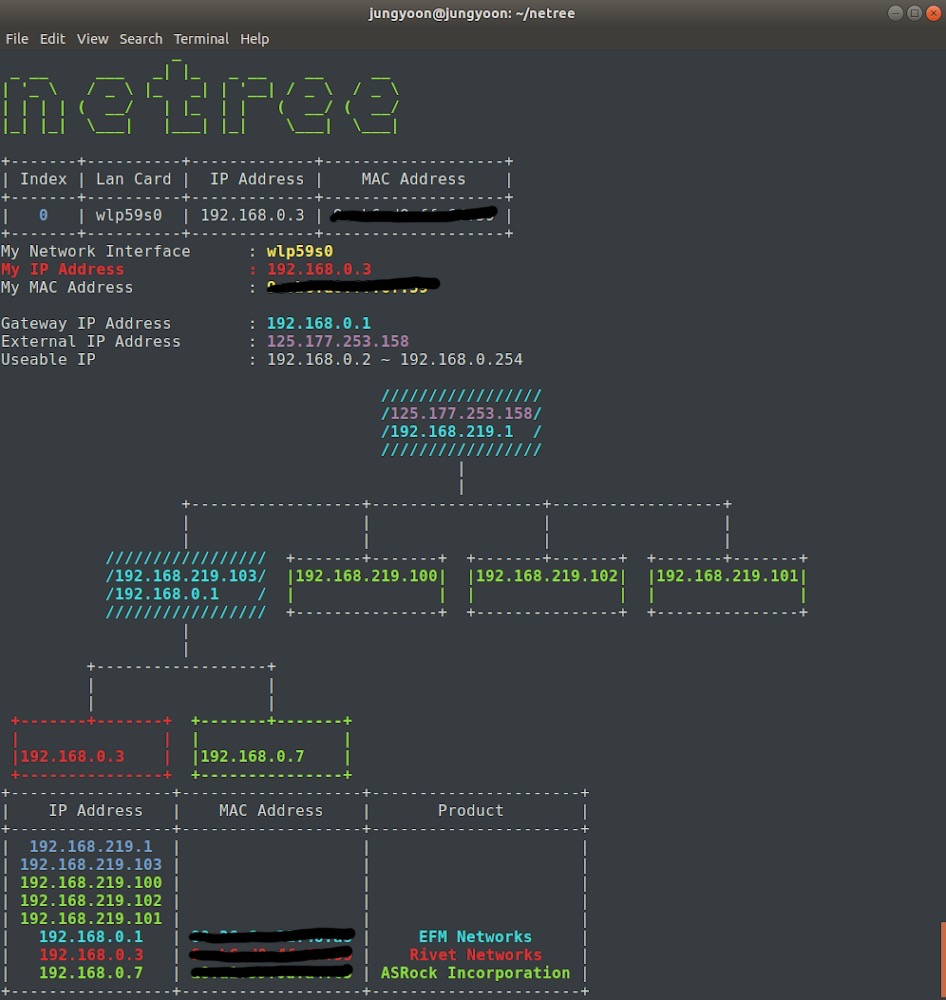 jungyoon@jungyoon: ~/netree
File Edit View Search Terminal Help
netree
Index | Lan Card | IP Address | MAC Address
0 | wlp59s0 | 192.168.0.3
My Network Interface : wlp59s0
My IP Address : 192.168.0.3
My MAC Address :
Gateway IP Address : 192.168.0.1
External IP Address : 125.177.253.158
Useable IP : 192.168.0.2 ~ 192.168.0.254
/125.177.253.158/
/192.168.219.1 /
/192.168.219.103/ |192.168.219.100| |192.168.219.102| |192.168.219.101|
/192.168.0.1 /
|192.168.0.3 | |192.168.0.7 |
| IP Address | MAC Address | Product |
192.168.219.1
192.168.219.103
192.168.219.100
192.168.219.102
192.168.219.101
192.168.0.1 | EFM Networks
192.168.0.3 | Rivet Networks
192.168.0.7 | ASRock Incorporation